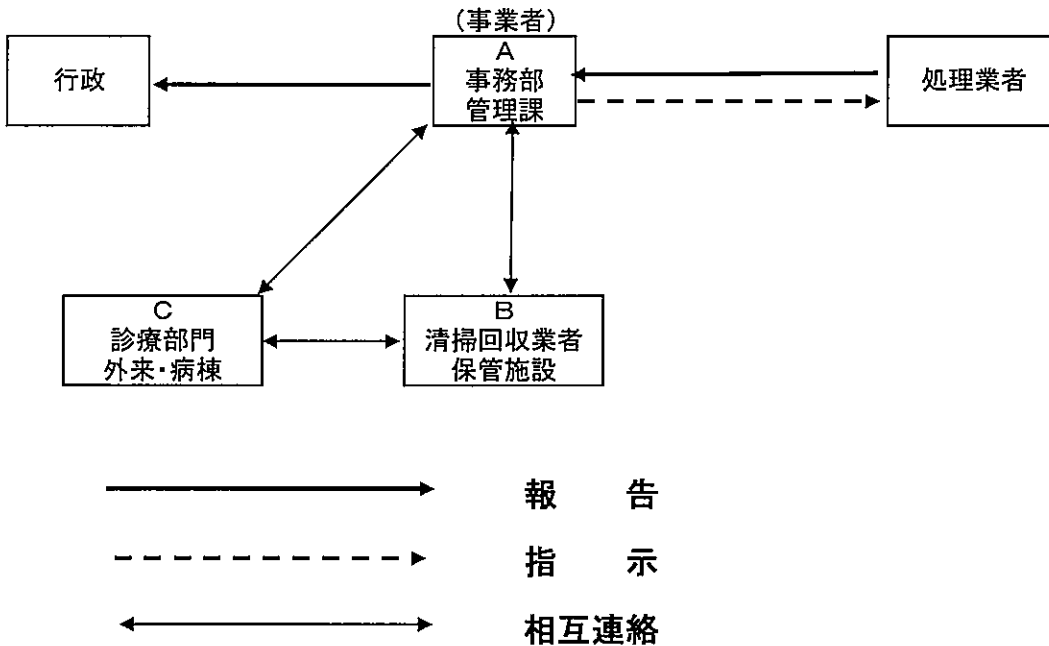 (事業者)
行政
A
事務部
管理課
処理業者
C
診療部門
外来・病棟
B
清掃回収業者
保管施設
報 告
指 示
相互連絡